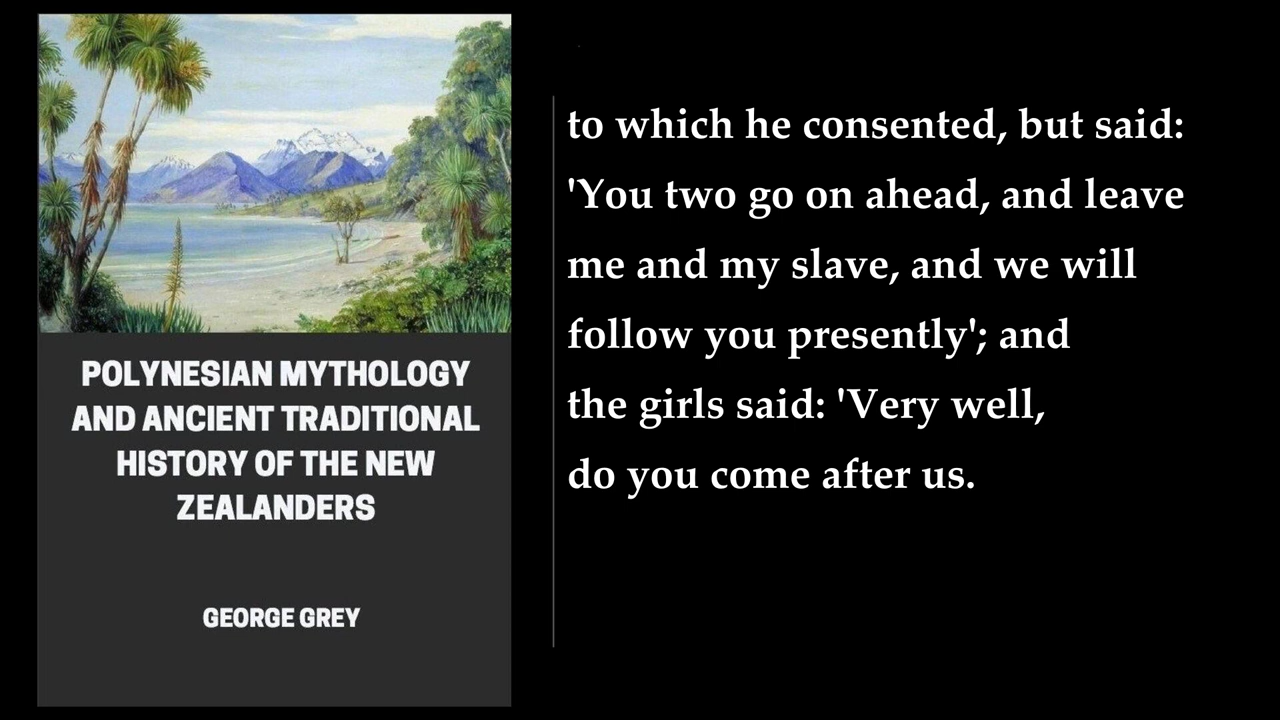 POLYNESIAN MYTHOLOGY
AND ANCIENT TRADITIONAL
HISTORY OF THE NEW
ZEALANDERS
GEORGE GREY
to which he consented, but said:
'You two go on ahead, and leave
me and my slave, and we will
follow you presently'; and
the girls said: 'Very well,
do you come after us.